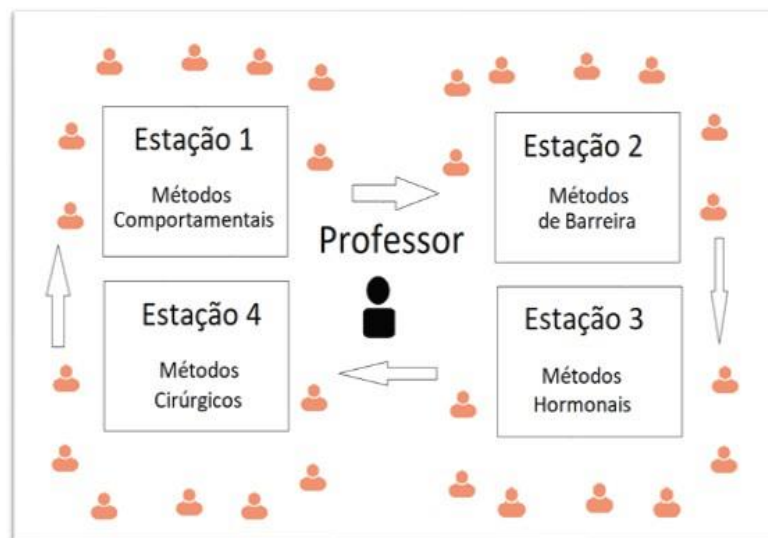 Estação 1
Métodos
Comportamentais
Estação 2
Métodos
de Barreira
Professor
Estação 4
Métodos
Cirúrgicos
Estação 3
Métodos
Hormonais